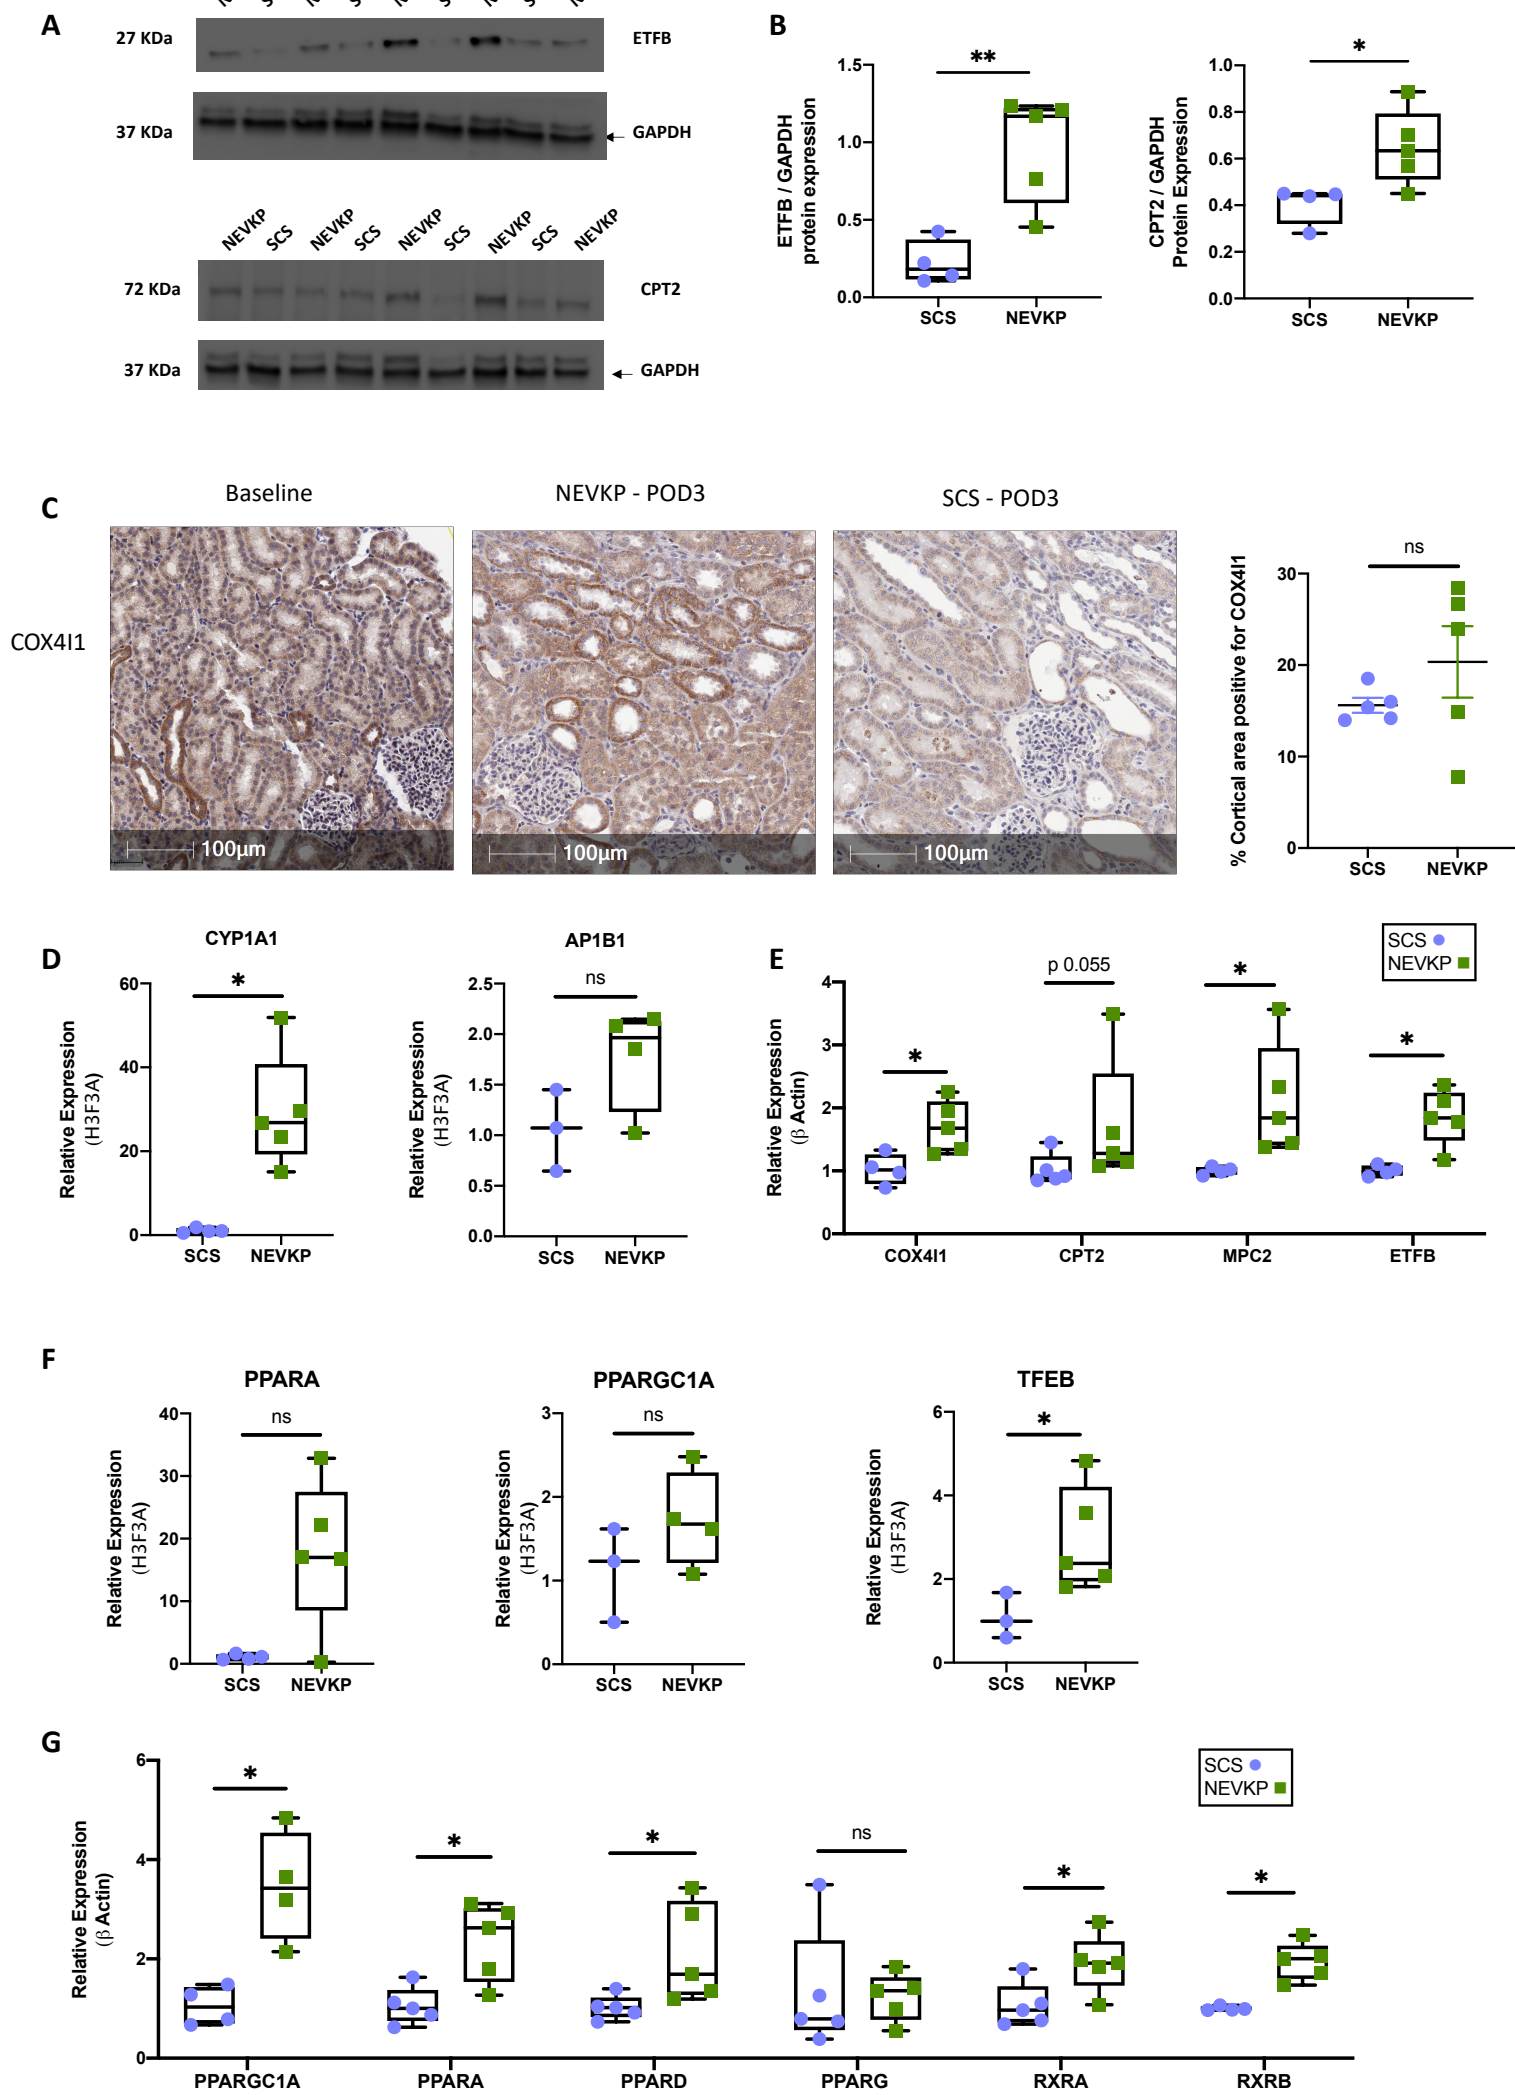 A
27 KDa
ETFB
37 KDa
GAPDH
NEVKP SCS NEVKP SCS NEVKP SCS NEVKP SCS NEVKP
72 KDa
CPT2
37 KDa
GAPDH
B
ETFB / GAPDH
protein expression
1.5
1.0
0.5
0.0
**
SCS NEVKP
CPT2 / GAPDH
Protein Expression
1.0
0.8
0.6
0.4
0.2
0.0
*
SCS NEVKP
C
Baseline
NEVKP - POD3
SCS - POD3
COX4I1
100µm
100µm
100µm
% Cortical area positive for COX4I1
30
20
10
0
ns
SCS NEVKP
D
CYP1A1
Relative Expression
(H3F3A)
60
40
20
0
*
SCS NEVKP
AP1B1
Relative Expression
(H3F3A)
2.5
2.0
1.5
1.0
0.5
0.0
ns
SCS NEVKP
E
SCS
NEVKP
Relative Expression
(β Actin)
4
3
2
1
0
*
p 0.055
*
*
COX4I1 CPT2 MPC2 ETFB
F
PPARA
Relative Expression
(H3F3A)
40
30
20
10
0
ns
SCS NEVKP
PPARGC1A
Relative Expression
(H3F3A)
3
2
1
0
ns
SCS NEVKP
TFEB
Relative Expression
(H3F3A)
6
4
2
0
*
SCS NEVKP
G
SCS
NEVKP
Relative Expression
(β Actin)
6
4
2
0
*
*
*
ns
*
*
PPARGC1A PPARA PPARD PPARG RXRA RXRB